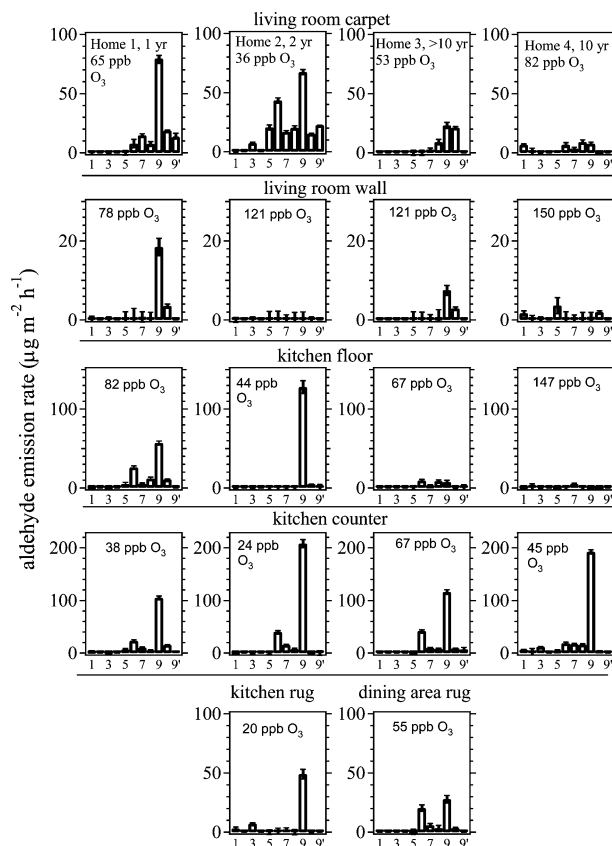 living room carpet
100
50
0
Home 1, 1 yr
65 ppb
O3
1 3 5 7 9 9'
100
50
0
Home 2, 2 yr
36 ppb O3
1 3 5 7 9 9'
100
50
0
Home 3, >10 yr
53 ppb O3
1 3 5 7 9 9'
100
50
0
Home 4, 10 yr
82 ppb O3
1 3 5 7 9 9'
living room wall
20
0
78 ppb O3
1 3 5 7 9 9'
20
0
121 ppb O3
1 3 5 7 9 9'
20
0
121 ppb O3
1 3 5 7 9 9'
20
0
150 ppb O3
1 3 5 7 9 9'
aldehyde emission rate (μg m−2 h−1)
kitchen floor
100
0
82 ppb O3
1 3 5 7 9 9'
100
0
44 ppb
O3
1 3 5 7 9 9'
100
0
67 ppb O3
1 3 5 7 9 9'
100
0
147 ppb O3
1 3 5 7 9 9'
kitchen counter
200
100
0
38 ppb O3
1 3 5 7 9 9'
200
100
0
24 ppb
O3
1 3 5 7 9 9'
200
100
0
67 ppb O3
1 3 5 7 9 9'
200
100
0
45 ppb
O3
1 3 5 7 9 9'
kitchen rug
100
50
0
20 ppb O3
1 3 5 7 9 9'
dining area rug
100
50
0
55 ppb O3
1 3 5 7 9 9'